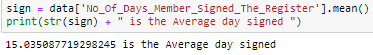 sign = data['No_Of_Days_Member_Signed_The_Register'].mean()
print(str(sign) + " is the Average day signed ")
15.035087719298245 is the Average day signed